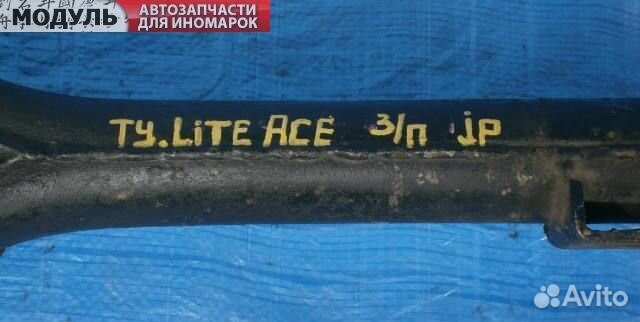 МОДУЛЬ
АВТОЗАПЧАСТИ
ДЛЯ ИНОМАРОК
TY.LiTE ACE З/П jP
Avito